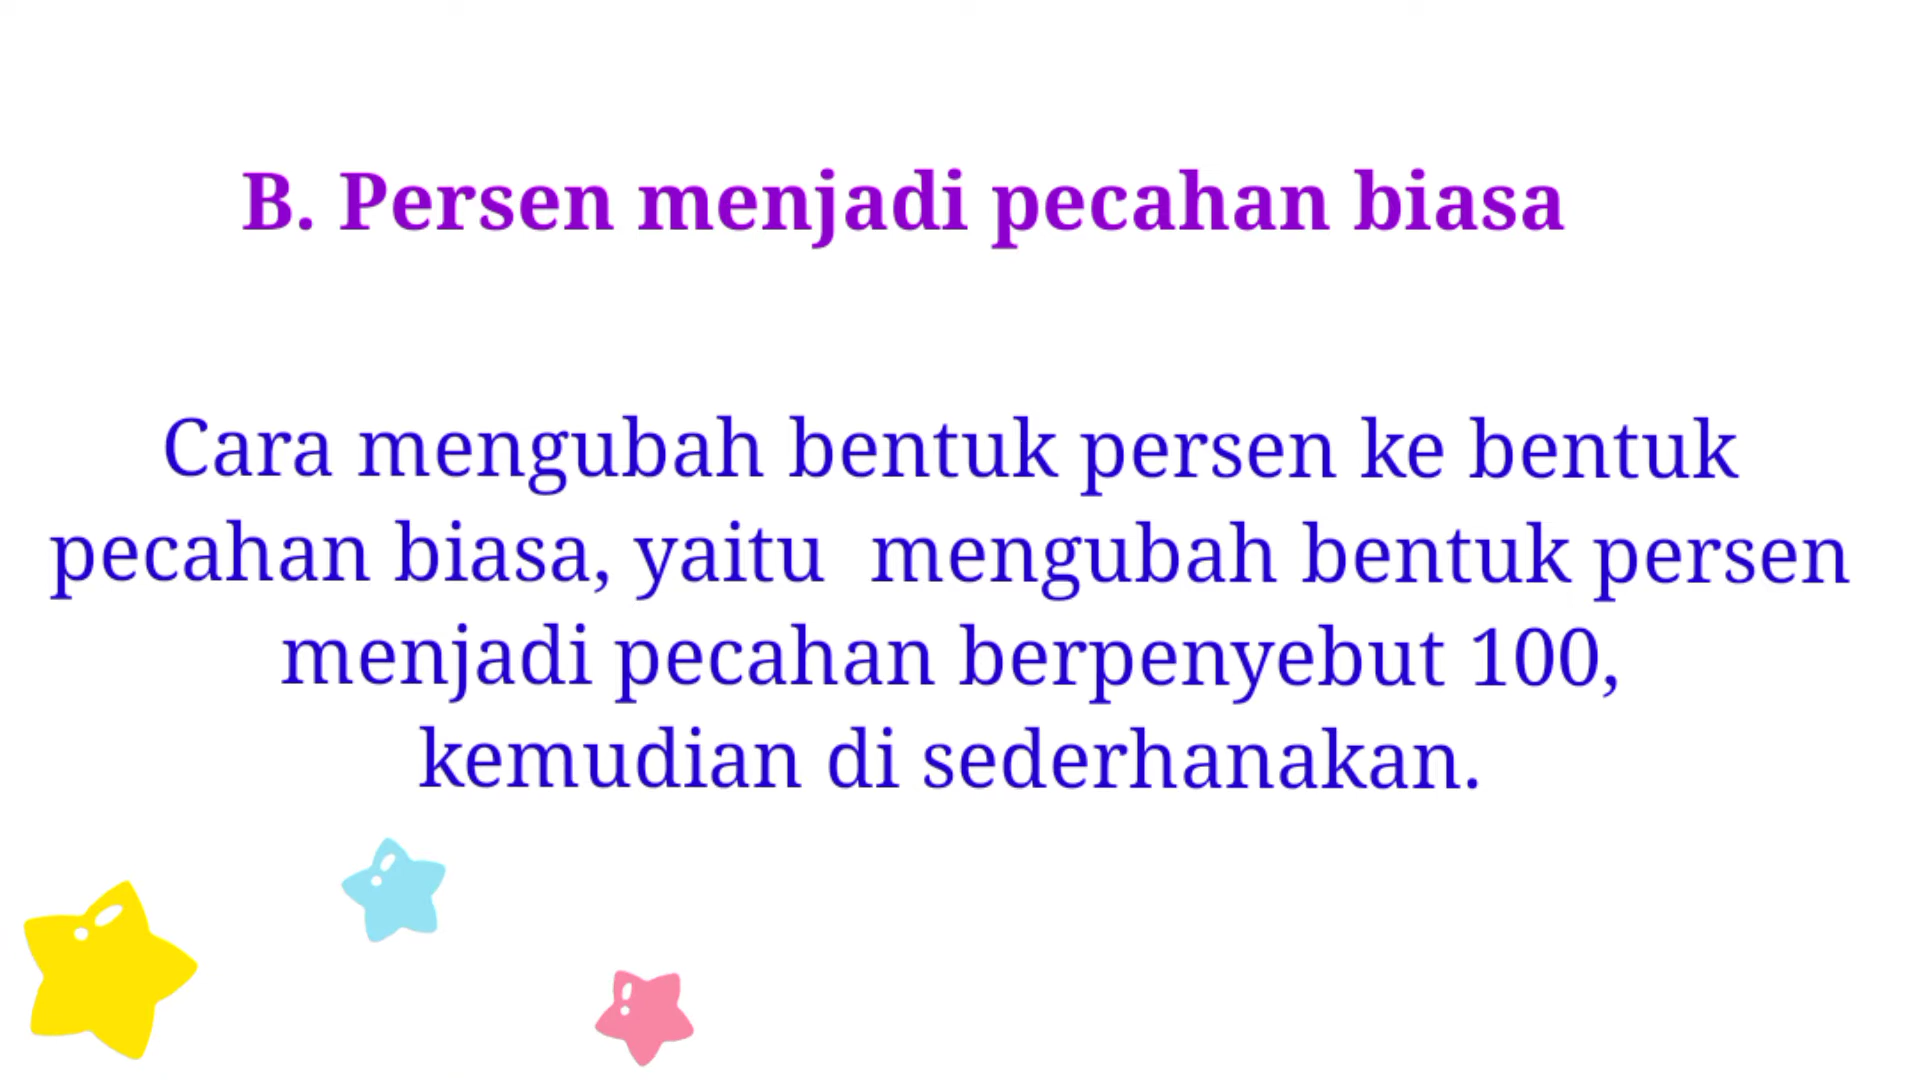 B. Persen menjadi pecahan biasa
Cara mengubah bentuk persen ke bentuk
pecahan biasa, yaitu  mengubah bentuk persen
menjadi pecahan berpenyebut 100,
kemudian di sederhanakan.